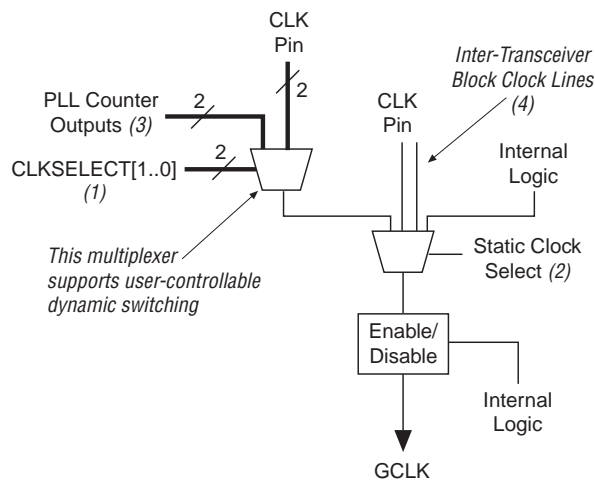 CLK
Pin
2
PLL Counter
Outputs (3)
2
CLKSELECT[1..0]
(1)
2
This multiplexer
supports user-controllable
dynamic switching
CLK
Pin
Inter-Transceiver
Block Clock Lines
(4)
Internal
Logic
Static Clock
Select (2)
Enable/
Disable
Internal
Logic
GCLK